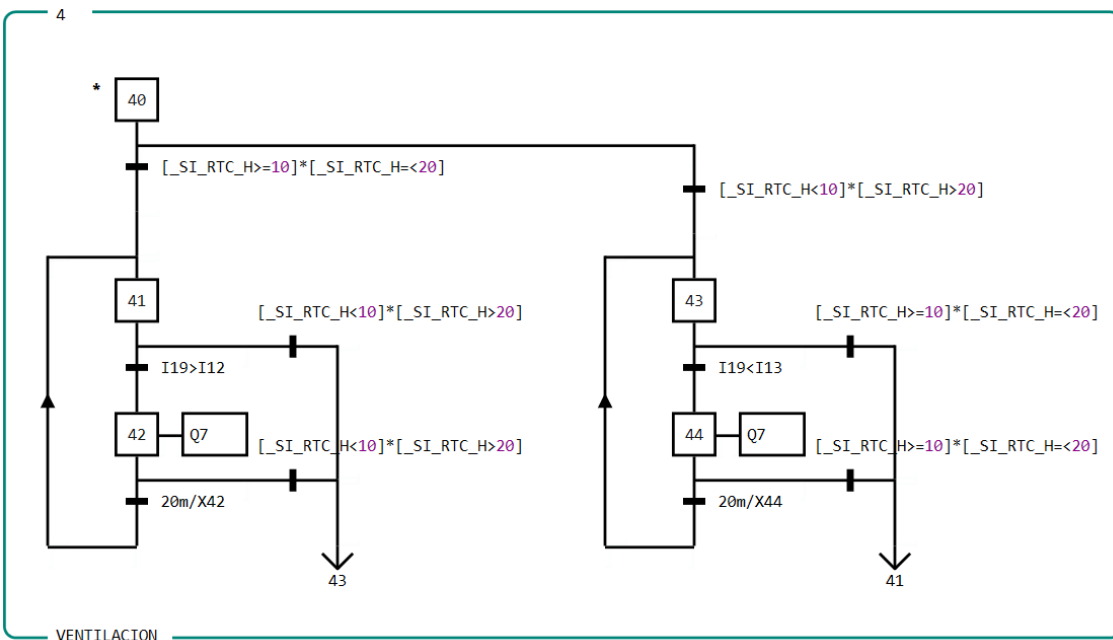 4
*
40
[_SI_RTC_H>=10]*[_SI_RTC_H=<20]
[_SI_RTC_H<10]*[_SI_RTC_H>20]
41
[_SI_RTC_H<10]*[_SI_RTC_H>20]
43
[_SI_RTC_H>=10]*[_SI_RTC_H=<20]
I19>I12
I19<I13
42
Q7
[_SI_RTC_H<10]*[_SI_RTC_H>20]
44
Q7
[_SI_RTC_H>=10]*[_SI_RTC_H=<20]
20m/X42
20m/X44
43
41
VENTILACION